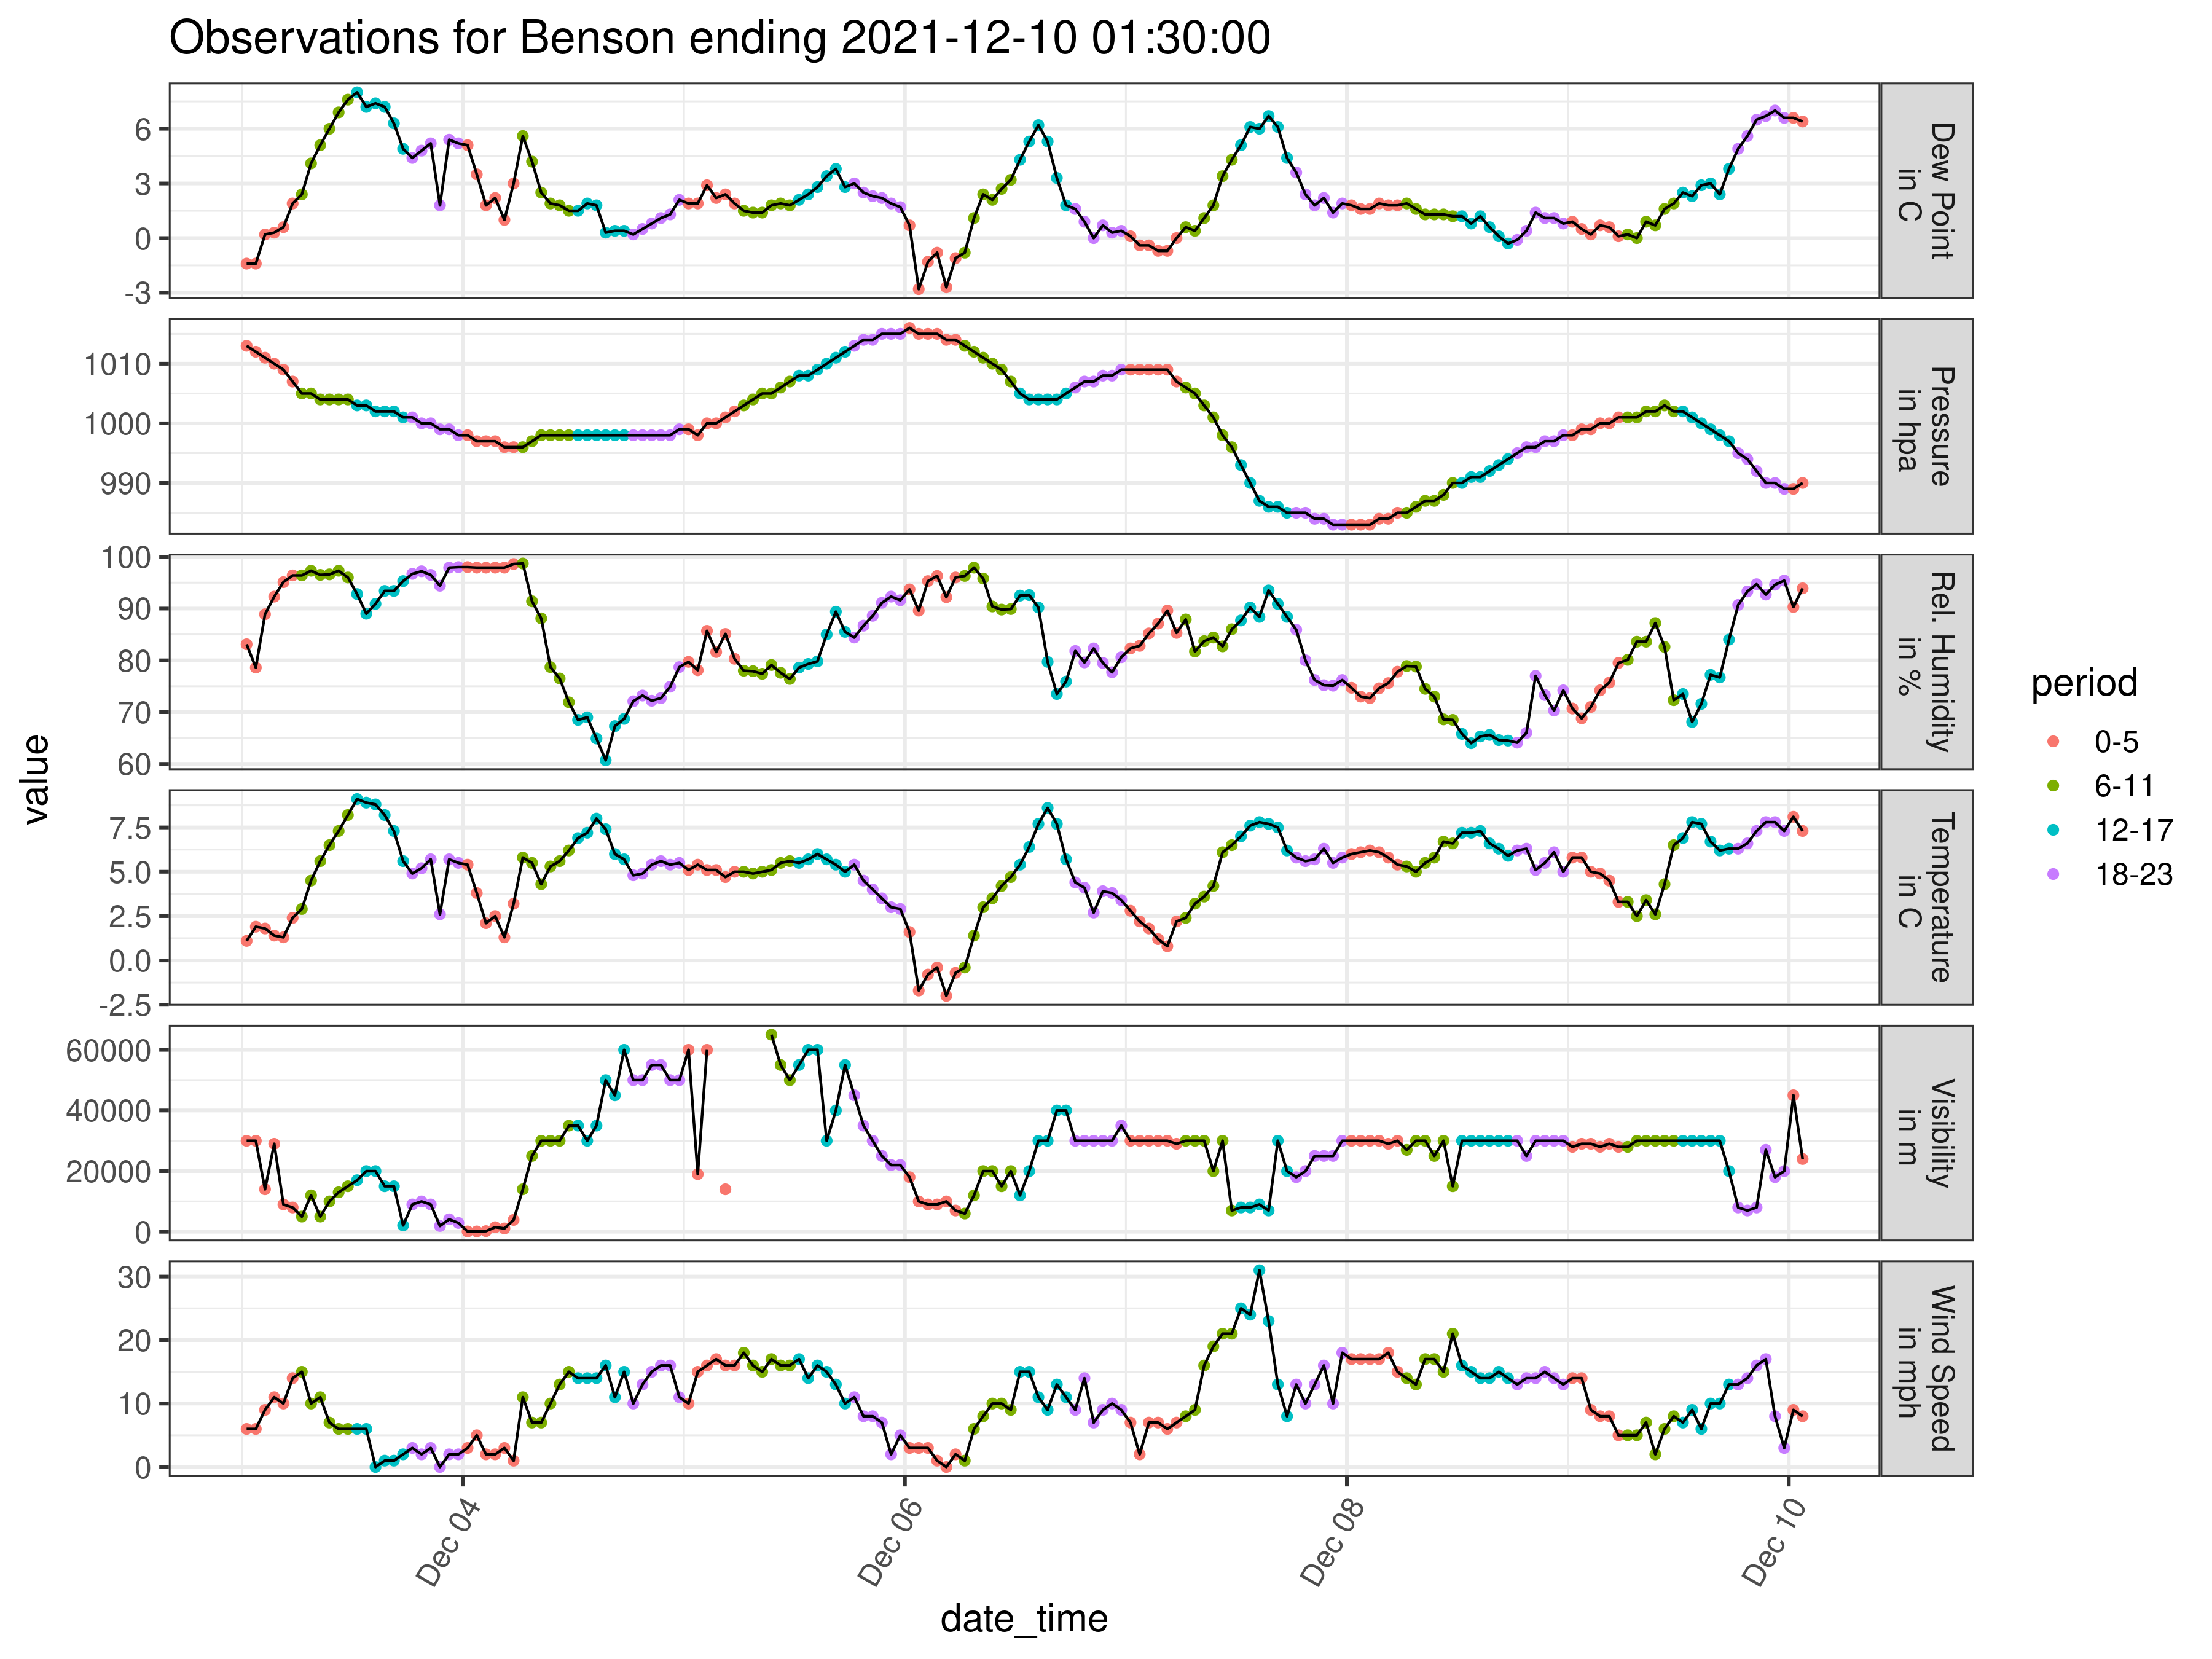 Observations for Benson ending 2021-12-10 01:30:00
6
3
0
-3
Dew Point
in C
1010
1000
990
Pressure
in hpa
100
90
80
70
60
Rel. Humidity
in %
7.5
5.0
2.5
0.0
-2.5
Temperature
in C
60000
40000
20000
0
Visibility
in m
30
20
10
0
Wind Speed
in mph
value
Dec 04
Dec 06
Dec 08
Dec 10
date_time
period
0-5
6-11
12-17
18-23